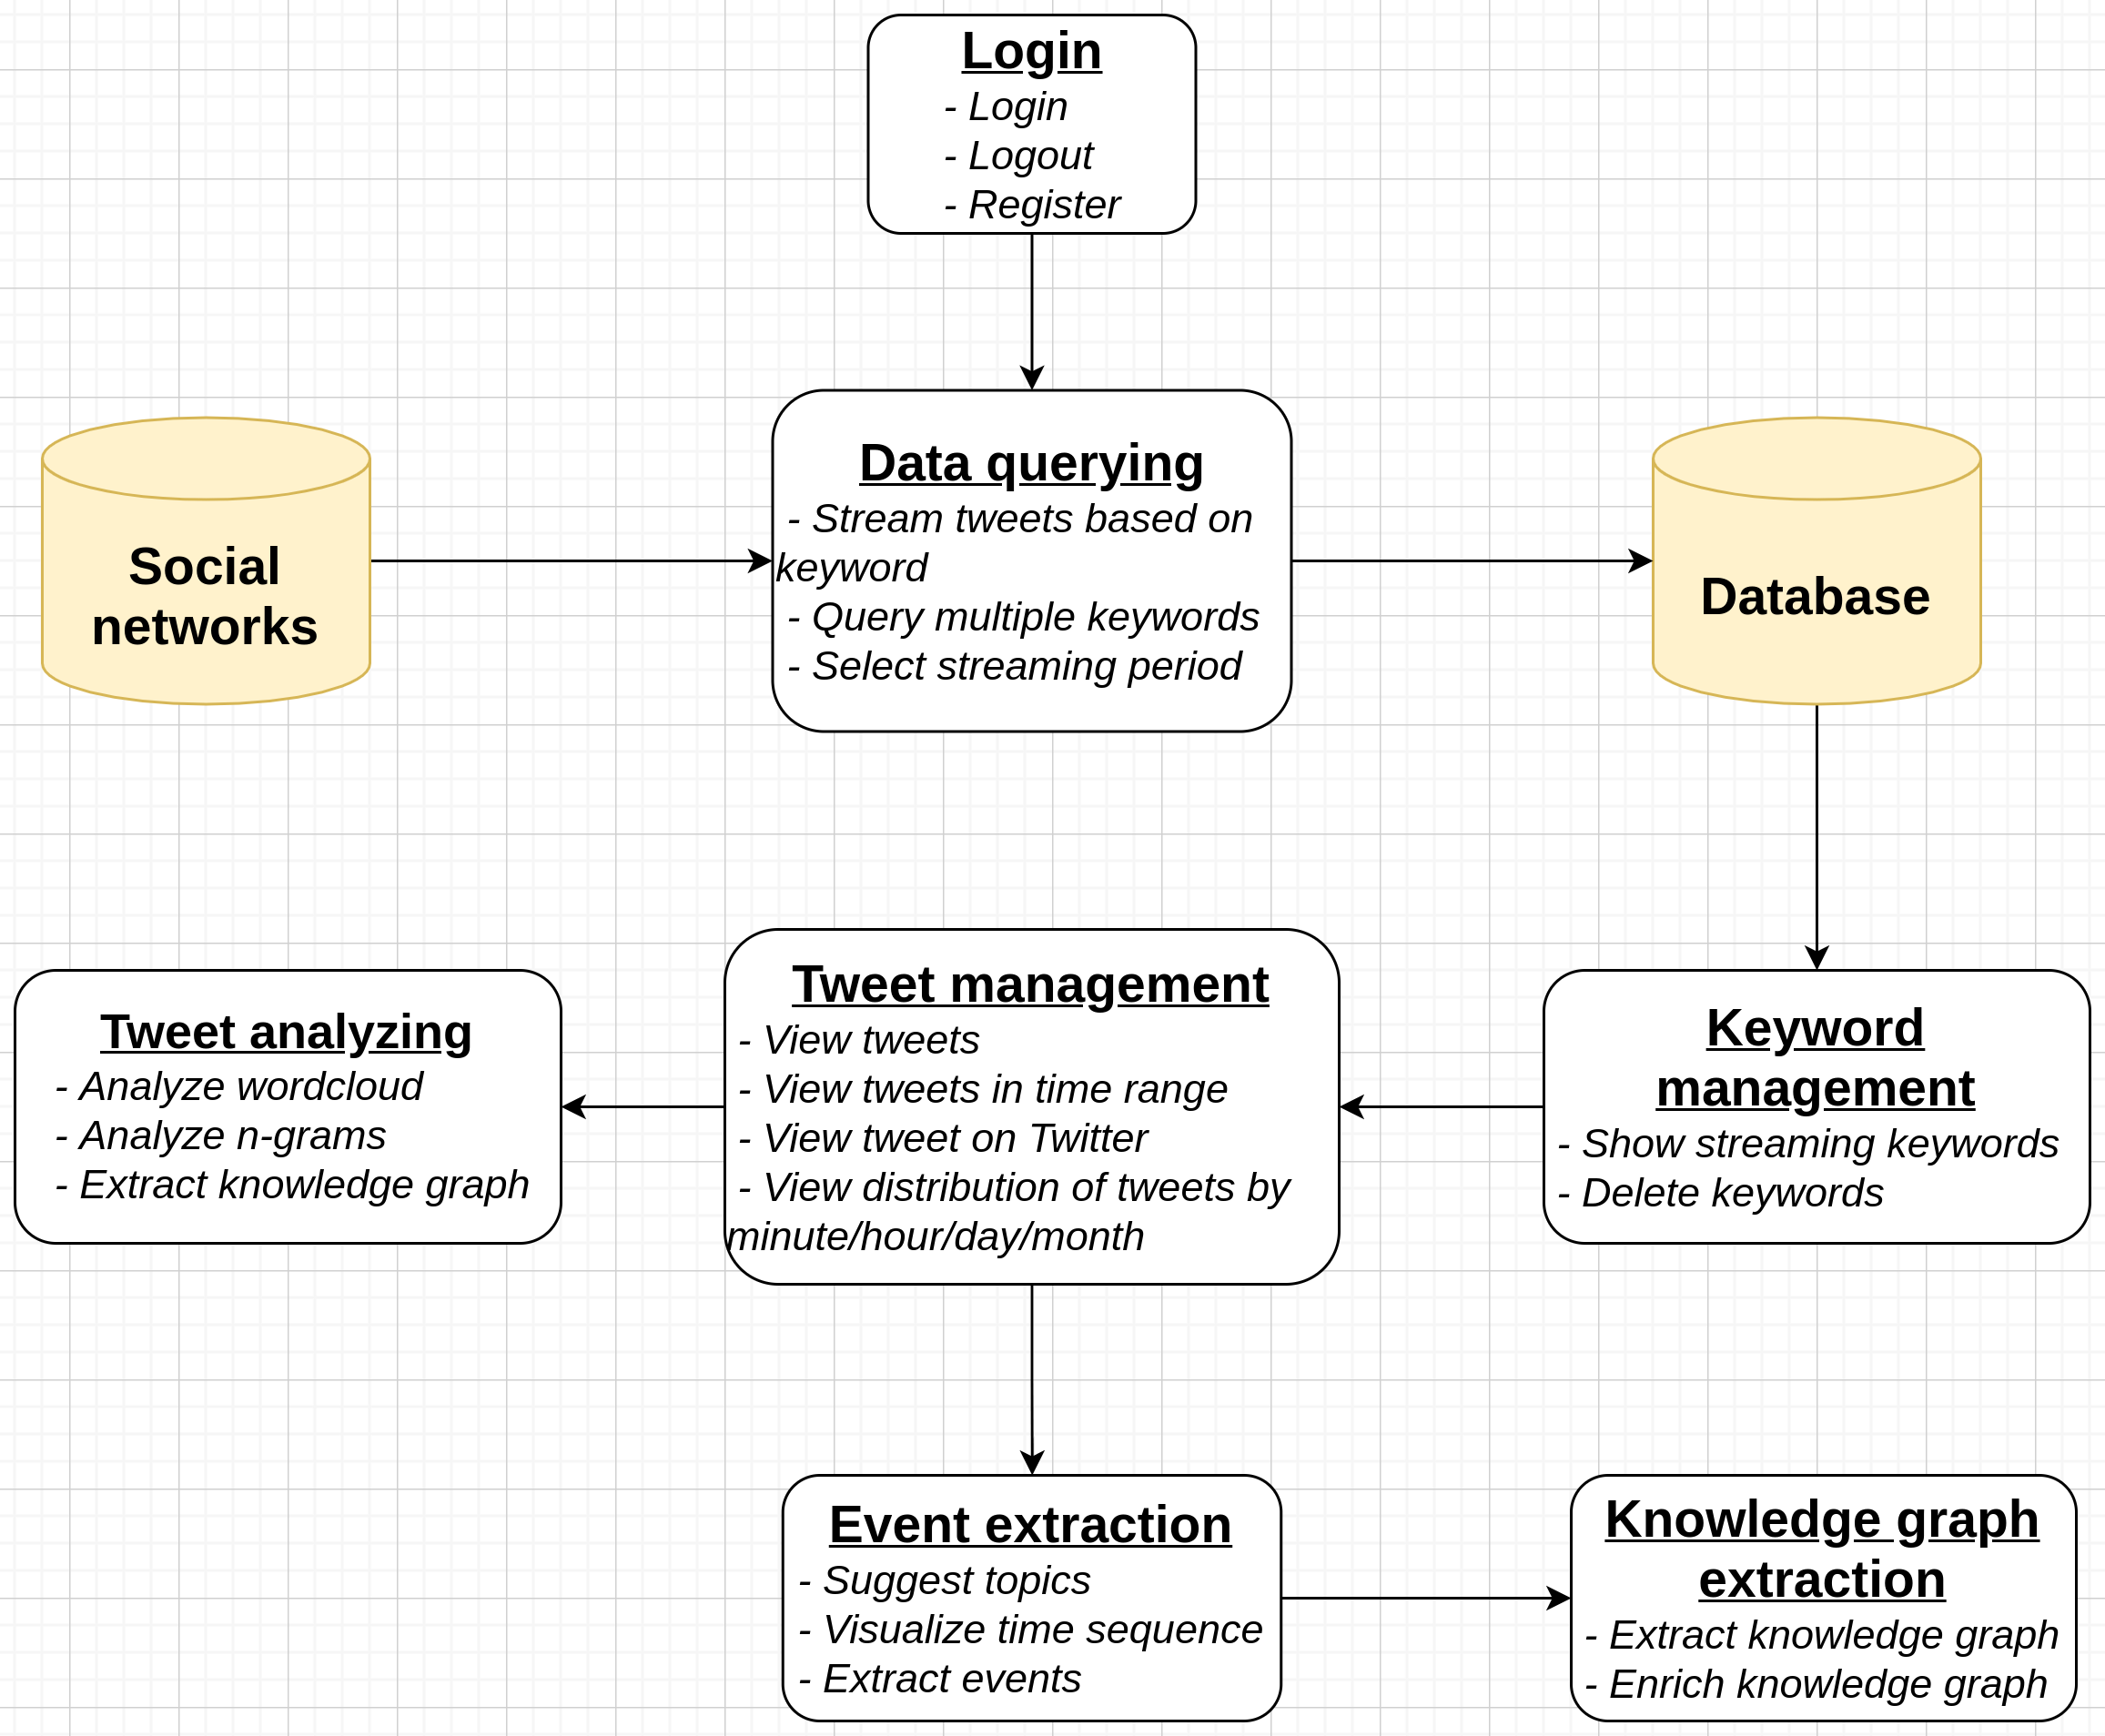 Login
- Login
- Logout
- Register
Social
networks
Data querying
- Stream tweets based on
keyword
- Query multiple keywords
- Select streaming period
Database
Tweet analyzing
- Analyze wordcloud
- Analyze n-grams
- Extract knowledge graph
Tweet management
- View tweets
- View tweets in time range
- View tweet on Twitter
- View distribution of tweets by
minute/hour/day/month
Keyword
management
- Show streaming keywords
- Delete keywords
Event extraction
- Suggest topics
- Visualize time sequence
- Extract events
Knowledge graph
extraction
- Extract knowledge graph
- Enrich knowledge graph